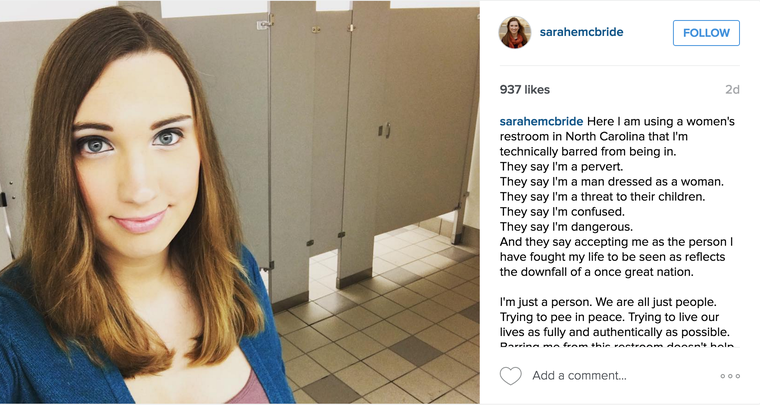 sarahmcbride
FOLLOW
937 likes
2d
sarahmcbride Here I am using a women's
restroom in North Carolina that I'm
technically barred from being in.
They say I'm a pervert.
They say I'm a man dressed as a woman.
They say I'm a threat to their children.
They say I'm confused.
They say I'm dangerous.
And they say accepting me as the person I
have fought my life to be seen as reflects
the downfall of a once great nation.
I'm just a person. We are all just people.
Trying to pee in peace. Trying to live our
lives as fully and authentically as possible.
Barring me from this restroom doesn't help
Add a comment...